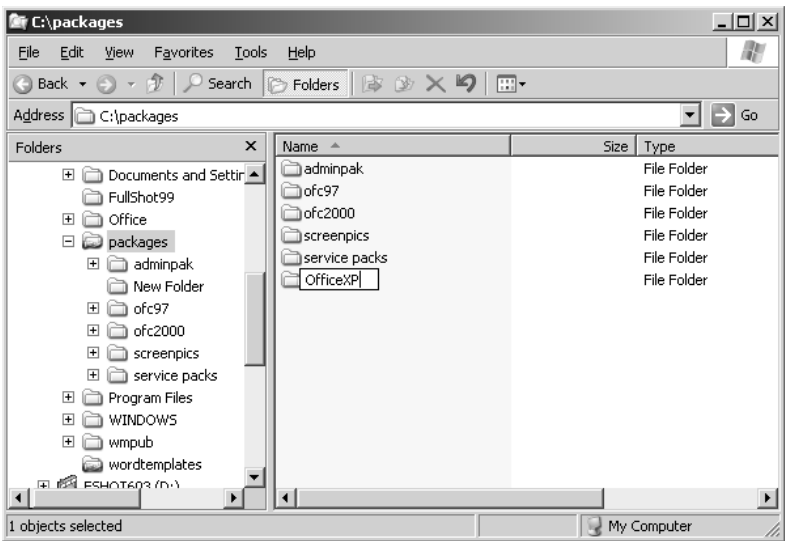 C:\packages
File Edit View Favorites Tools Help
Back Search Folders
Address C:\packages Go
Folders
Documents and Settir
FullShot99
Office
packages
adminpak
New Folder
ofc97
ofc2000
screenpics
service packs
Program Files
WINDOWS
wmpub
wordtemplates
ESHOT603 (D:)
Name Size Type
adminpak File Folder
ofc97 File Folder
ofc2000 File Folder
screenpics File Folder
service packs File Folder
OfficeXP File Folder
1 objects selected My Computer